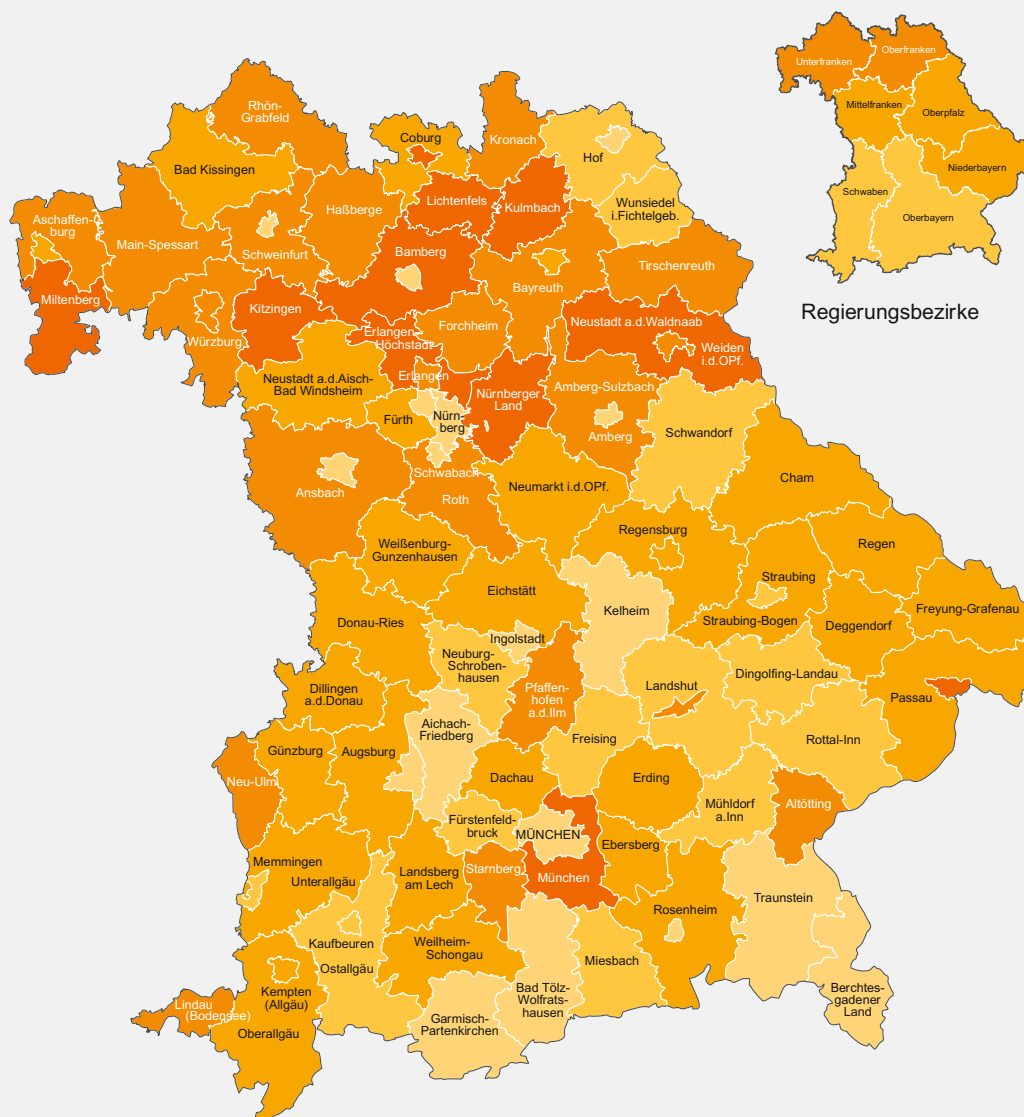 Unterfranken
Oberfranken
Mittelfranken
Oberpfalz
Niederbayern
Schwaben
Oberbayern
Regierungsbezirke
Rhön-
Grabfeld
Coburg
Kronach
Hof
Bad Kissingen
Lichtenfels
Kulmbach
Wunsiedel
i.Fichtelgeb.
Aschaffen-
burg
Haßberge
Main-Spessart
Schweinfurt
Bamberg
Tirschenreuth
Bayreuth
Miltenberg
Kitzingen
Würzburg
Erlangen-
Höchstadt
Forchheim
Neustadt a.d.Waldnaab
Weiden
i.d.OPf.
Erlangen
Neustadt a.d.Aisch-
Bad Windsheim
Nürnberger
Land
Amberg-Sulzbach
Fürth
Nürn-
berg
Amberg
Schwandorf
Ansbach
Schwabach
Roth
Neumarkt i.d.OPf.
Cham
Weißenburg-
Gunzenhausen
Regensburg
Regen
Straubing
Eichstätt
Kelheim
Freyung-Grafenau
Donau-Ries
Straubing-Bogen
Deggendorf
Ingolstadt
Neuburg-
Schroben-
hausen
Dingolfing-Landau
Dillingen
a.d.Donau
Pfaffen-
hofen
a.d.Ilm
Landshut
Passau
Aichach-
Friedberg
Freising
Rottal-Inn
Günzburg
Augsburg
Neu-Ulm
Dachau
Erding
Mühldorf
a.Inn
Altötting
Fürstenfeld-
bruck
MÜNCHEN
Ebersberg
Memmingen
Unterallgäu
Landsberg
am Lech
Starnberg
München
Traunstein
Rosenheim
Kaufbeuren
Ostallgäu
Weilheim-
Schongau
Miesbach
Bad Tölz-
Wolfrats-
hausen
Berchtes-
gadener
Land
Kempten
(Allgäu)
Lindau
(Bodensee)
Oberallgäu
Garmisch-
Partenkirchen